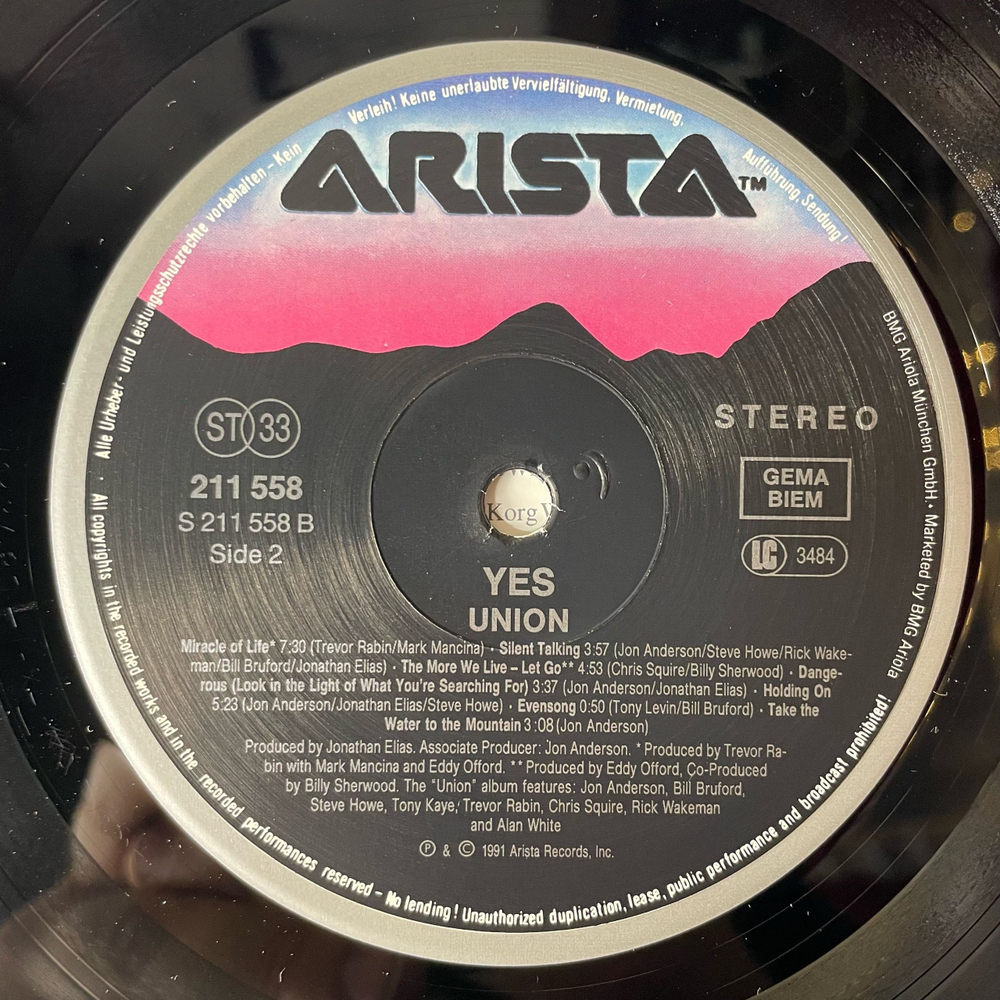 Alle Urheber- und Leistungsschutzrechte vorbehalten – Kein Verleih! Keine unerlaubte Vervielfältigung, Vermietung, Aufführung, Sendung!
ARISTA™
ST 33
STEREO
211 558
S 211 558 B
Side 2
GEMA
BIEM
LC 3484
Korg
YES
UNION
Miracle of Life* 7:30 (Trevor Rabin/Mark Mancina) · Silent Talking 3:57 (Jon Anderson/Steve Howe/Rick Wake-
man/Bill Bruford/Jonathan Elias) · The More We Live – Let Go** 4:53 (Chris Squire/Billy Sherwood) · Dange-
rous (Look in the Light of What You're Searching For) 3:37 (Jon Anderson/Jonathan Elias) · Holding On
5:23 (Jon Anderson/Jonathan Elias/Steve Howe) · Evensong 0:50 (Tony Levin/Bill Bruford) · Take the
Water to the Mountain 3:08 (Jon Anderson)
Produced by Jonathan Elias. Associate Producer: Jon Anderson. * Produced by Trevor Ra-
bin with Mark Mancina and Eddy Offord. ** Produced by Eddy Offord, Co-Produced
by Billy Sherwood. The "Union" album features: Jon Anderson, Bill Bruford,
Steve Howe, Tony Kaye, Trevor Rabin, Chris Squire, Rick Wakeman
and Alan White
℗ & © 1991 Arista Records, Inc.
BMG Ariola München GmbH. · Marketed by BMG Ariola
· All copyrights in the recorded works and in the recorded performances reserved – No lending! Unauthorized duplication, lease, public performance and broadcast prohibited!